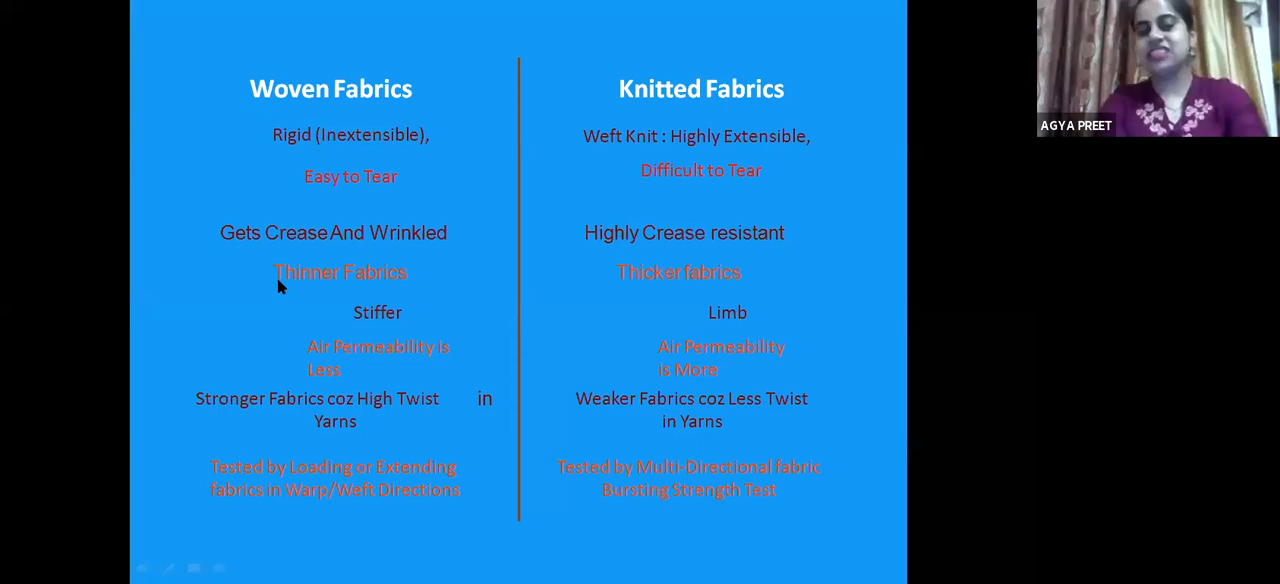 Woven Fabrics
Rigid (Inextensible),
Easy to Tear
Gets Crease And Wrinkled
Thinner Fabrics
Stiffer
Air Permeability is
Less
Stronger Fabrics coz High Twist in
Yarns
Tested by Loading or Extending
fabrics in Warp/Weft Directions
Knitted Fabrics
Weft Knit : Highly Extensible,
Difficult to Tear
Highly Crease resistant
Thicker fabrics
Limb
Air Permeability
is More
Weaker Fabrics coz Less Twist
in Yarns
Tested by Multi-Directional fabric
Bursting Strength Test
AGYA PREET